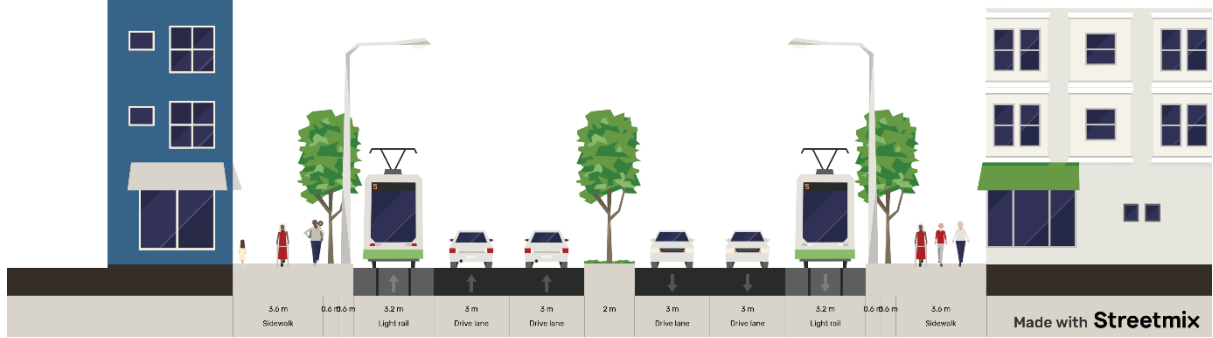 3.6 m 0.6 m 0.6 m 3.2 m 3 m 3 m 2 m 3 m 3 m 3.2 m 0.6 m 0.6 m 3.6 m
Sidewalk Light rail Drive lane Drive lane Drive lane Drive lane Light rail Sidewalk
Made with Streetmix